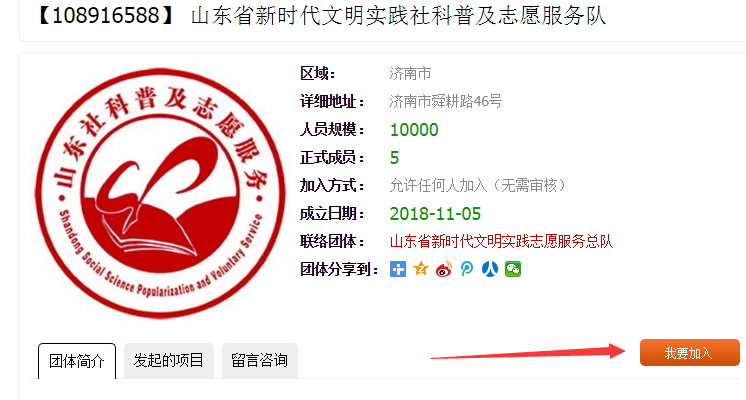 【108916588】 山东省新时代文明实践社科普及志愿服务队
山东社科普及志愿服务
Shandong Social Science Popularization and Voluntary Service
区域： 济南市
详细地址： 济南市舜耕路46号
人员规模： 10000
正式成员： 5
加入方式： 允许任何人加入（无需审核）
成立日期： 2018-11-05
联络团体： 山东省新时代文明实践志愿服务总队
团体分享到：
团体简介 发起的项目 留言咨询 我要加入